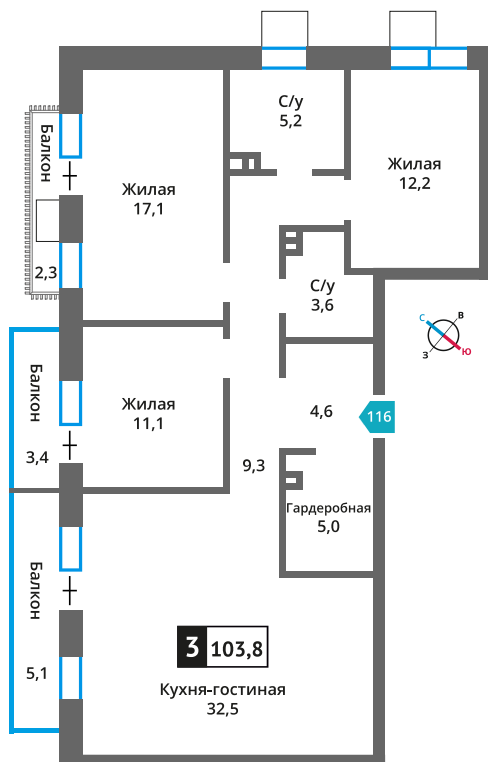 С/у
5,2
Балкон
2,3
Жилая
17,1
Жилая
12,2
С/у
3,6
С
В
З
Ю
Балкон
3,4
Жилая
11,1
4,6
116
9,3
Гардеробная
5,0
Балкон
5,1
3 103,8
Кухня-гостиная
32,5